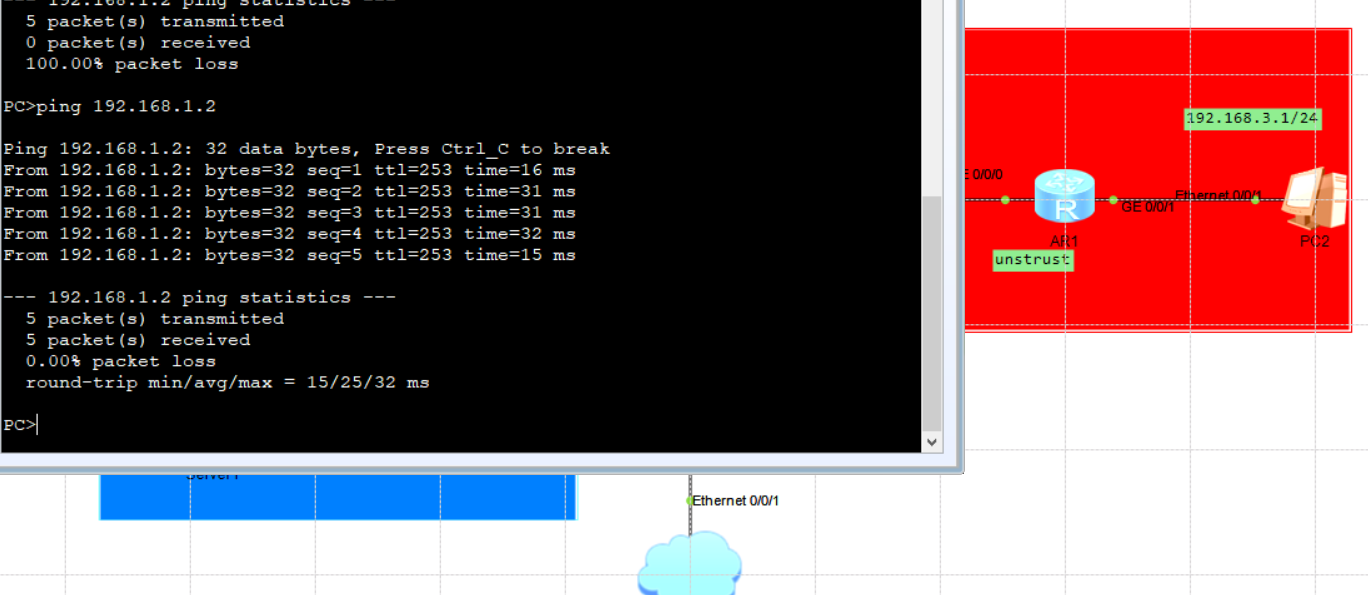 --- 192.168.1.2 ping statistics ---
5 packet(s) transmitted
0 packet(s) received
100.00% packet loss
PC>ping 192.168.1.2
Ping 192.168.1.2: 32 data bytes, Press Ctrl_C to break
From 192.168.1.2: bytes=32 seq=1 ttl=253 time=16 ms
From 192.168.1.2: bytes=32 seq=2 ttl=253 time=31 ms
From 192.168.1.2: bytes=32 seq=3 ttl=253 time=31 ms
From 192.168.1.2: bytes=32 seq=4 ttl=253 time=32 ms
From 192.168.1.2: bytes=32 seq=5 ttl=253 time=15 ms
--- 192.168.1.2 ping statistics ---
5 packet(s) transmitted
5 packet(s) received
0.00% packet loss
round-trip min/avg/max = 15/25/32 ms
PC>
192.168.3.1/24
E 0/0/0
Ethernet 0/0/1
GE 0/0/1
R
AR1
PC2
unstrust
Server1
Ethernet 0/0/1